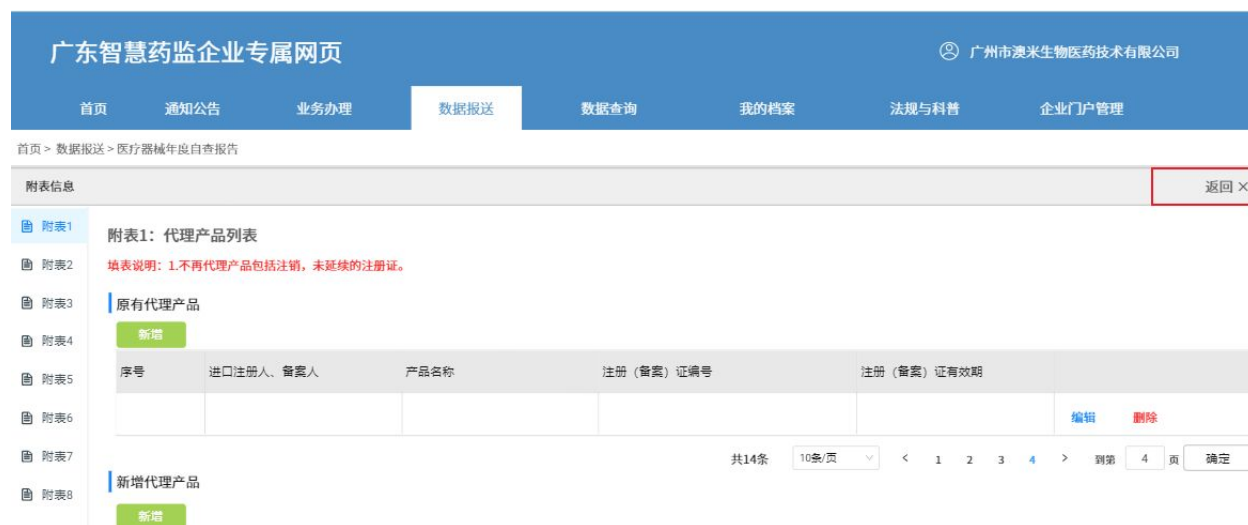 广东智慧药监企业专属网页
广州市澳米生物医药技术有限公司
首页 通知公告 业务办理 数据报送 数据查询 我的档案 法规与科普 企业门户管理
首页 > 数据报送 > 医疗器械年度自查报告
附表信息 返回 ×
附表1
附表2
附表3
附表4
附表5
附表6
附表7
附表8
附表1：代理产品列表
填表说明：1.不再代理产品包括注销，未延续的注册证。
原有代理产品
新增
序号 进口注册人、备案人 产品名称 注册（备案）证编号 注册（备案）证有效期
编辑 删除
共14条 10条/页 < 1 2 3 4 > 到第 4 页 确定
新增代理产品
新增